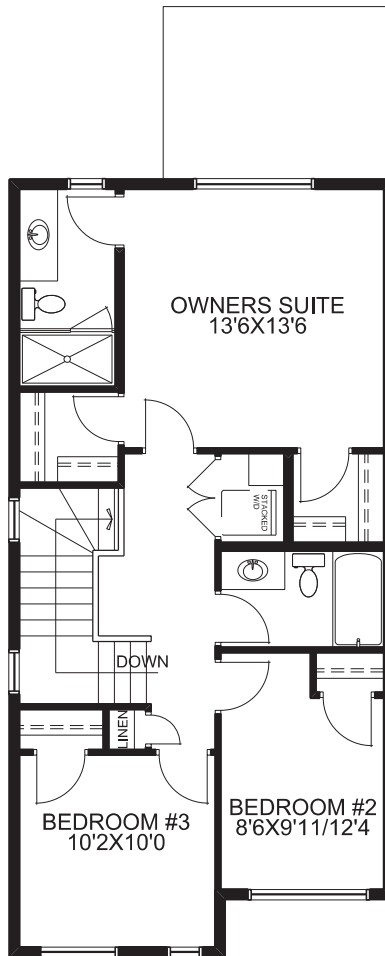 OWNERS SUITE
13'6X13'6
STACKED
W/D
DOWN
LINEN
BEDROOM #3
10'2X10'0
BEDROOM #2
8'6X9'11/12'4